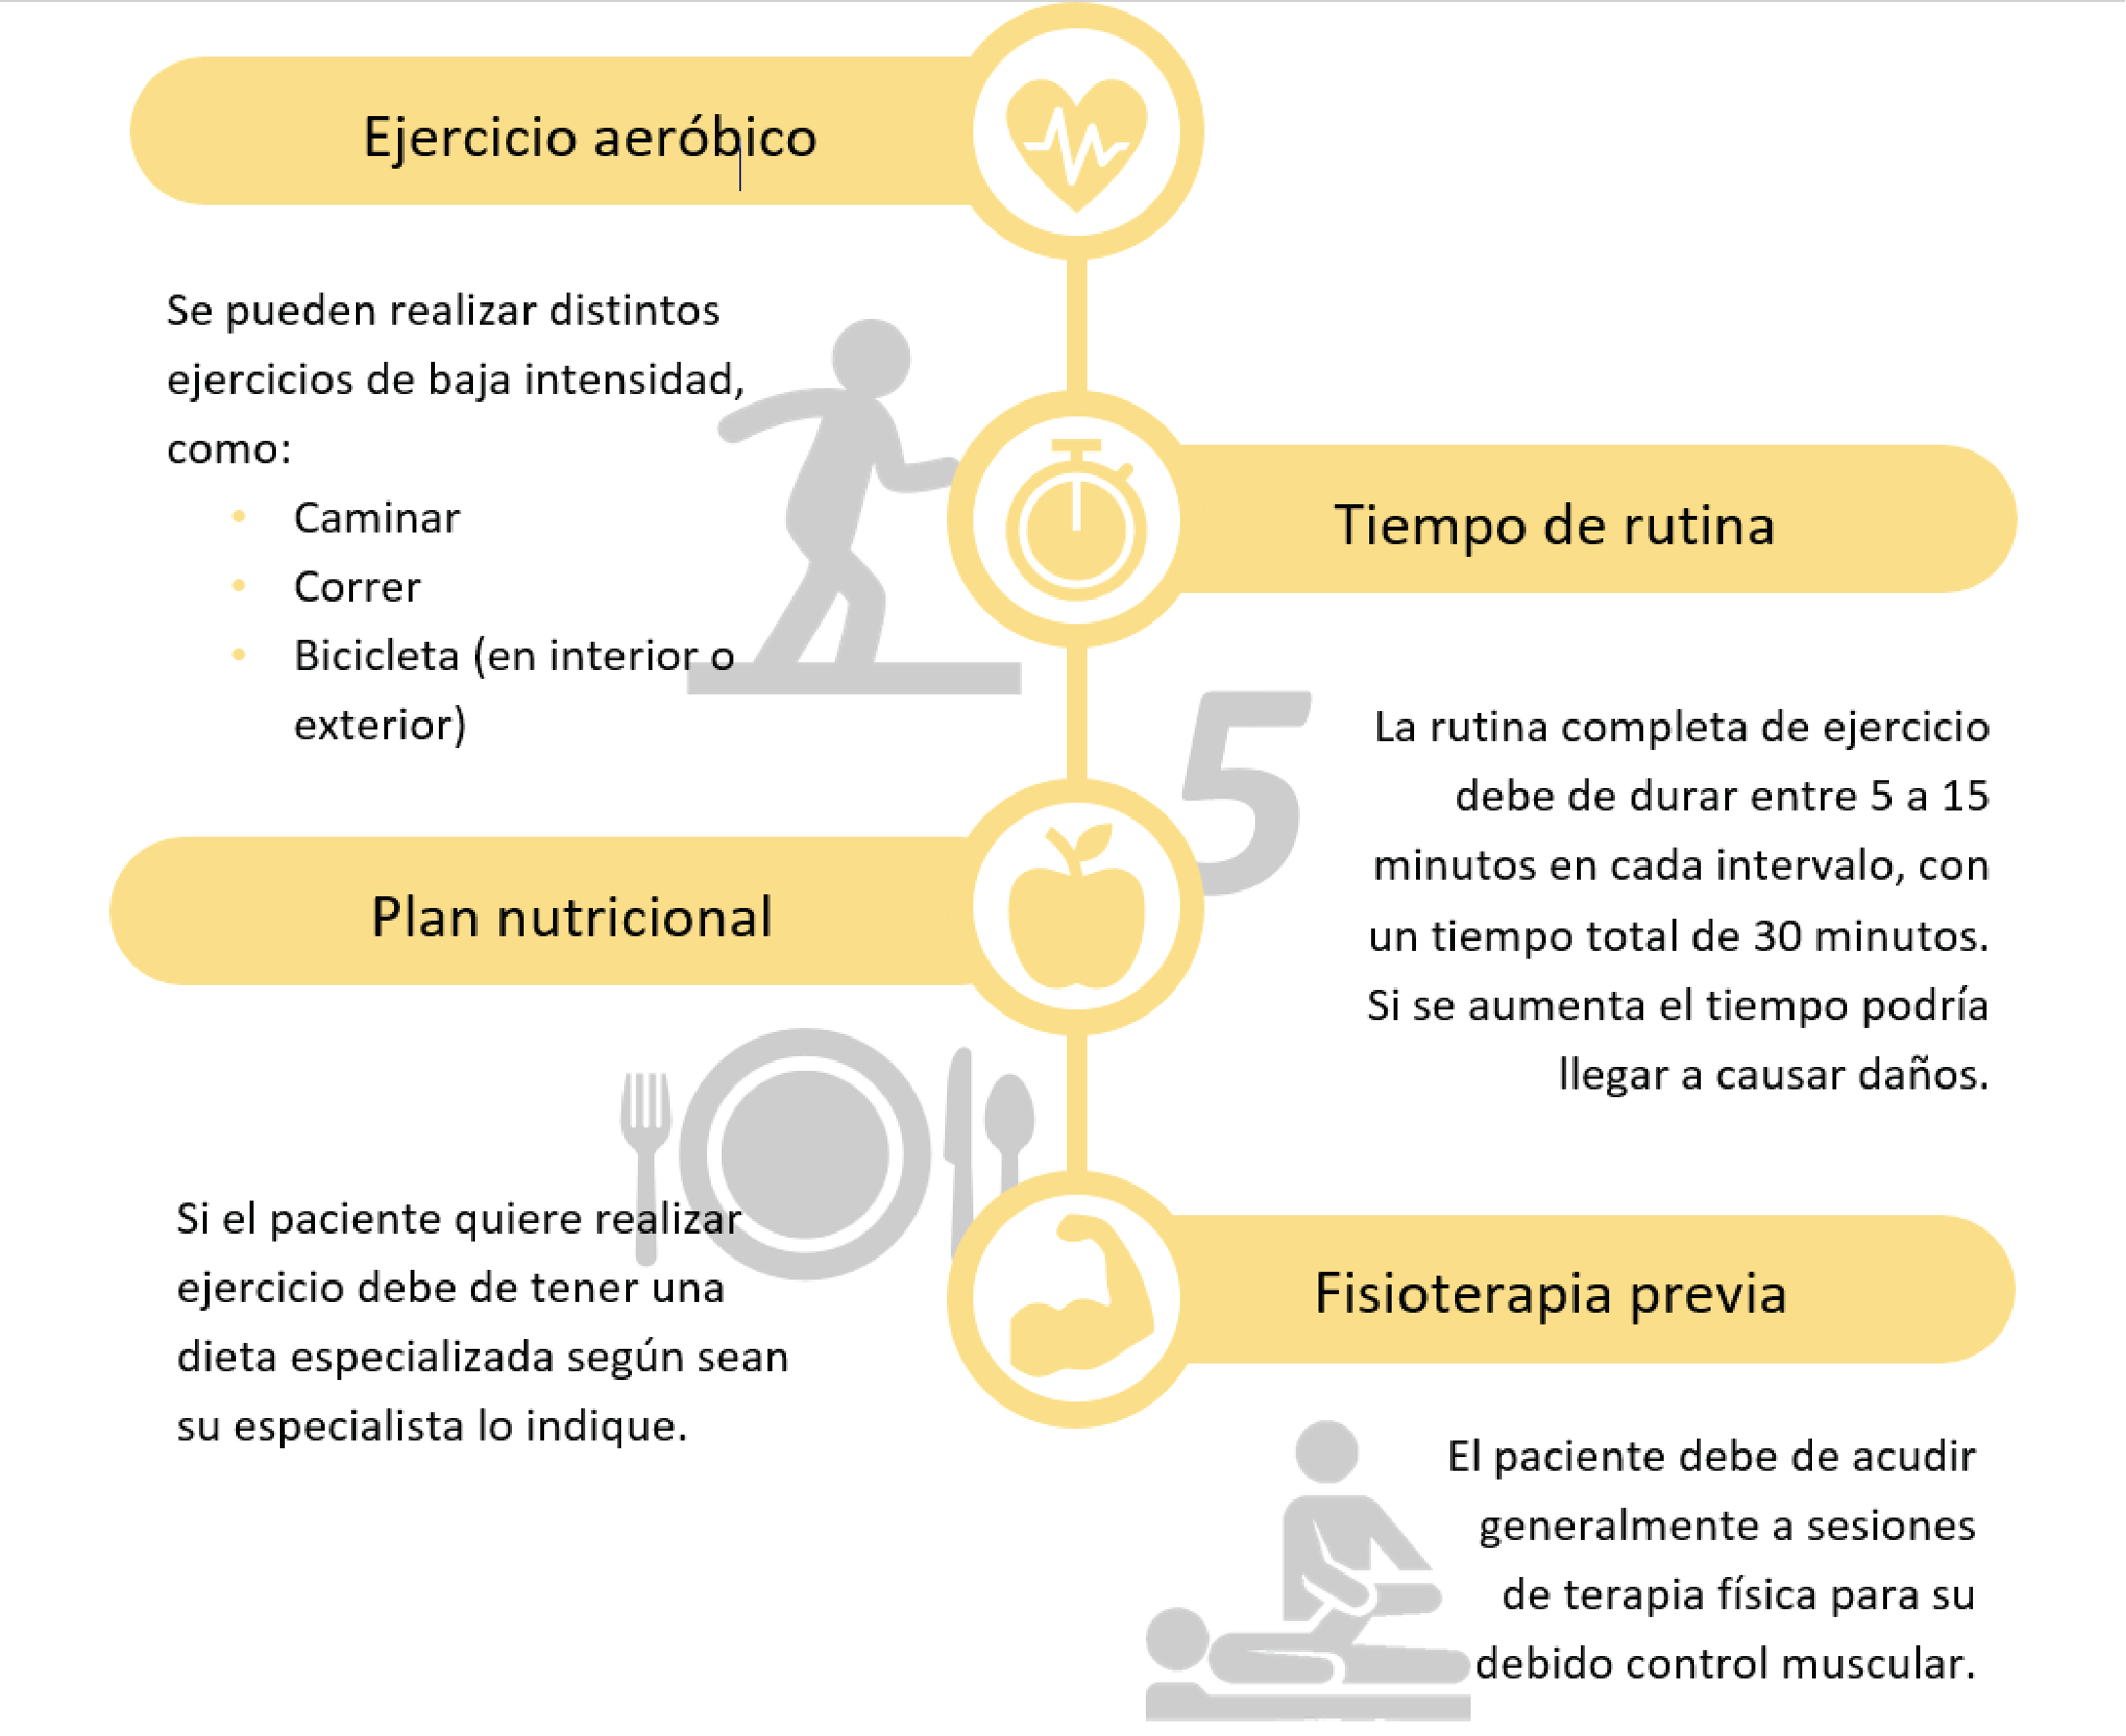 Ejercicio aeróbico
Se pueden realizar distintos
ejercicios de baja intensidad,
como:
• Caminar
• Correr
• Bicicleta (en interior o
exterior)
Tiempo de rutina
5
La rutina completa de ejercicio
debe de durar entre 5 a 15
minutos en cada intervalo, con
un tiempo total de 30 minutos.
Si se aumenta el tiempo podría
llegar a causar daños.
Plan nutricional
Si el paciente quiere realizar
ejercicio debe de tener una
dieta especializada según sean
su especialista lo indique.
Fisioterapia previa
El paciente debe de acudir
generalmente a sesiones
de terapia física para su
debido control muscular.